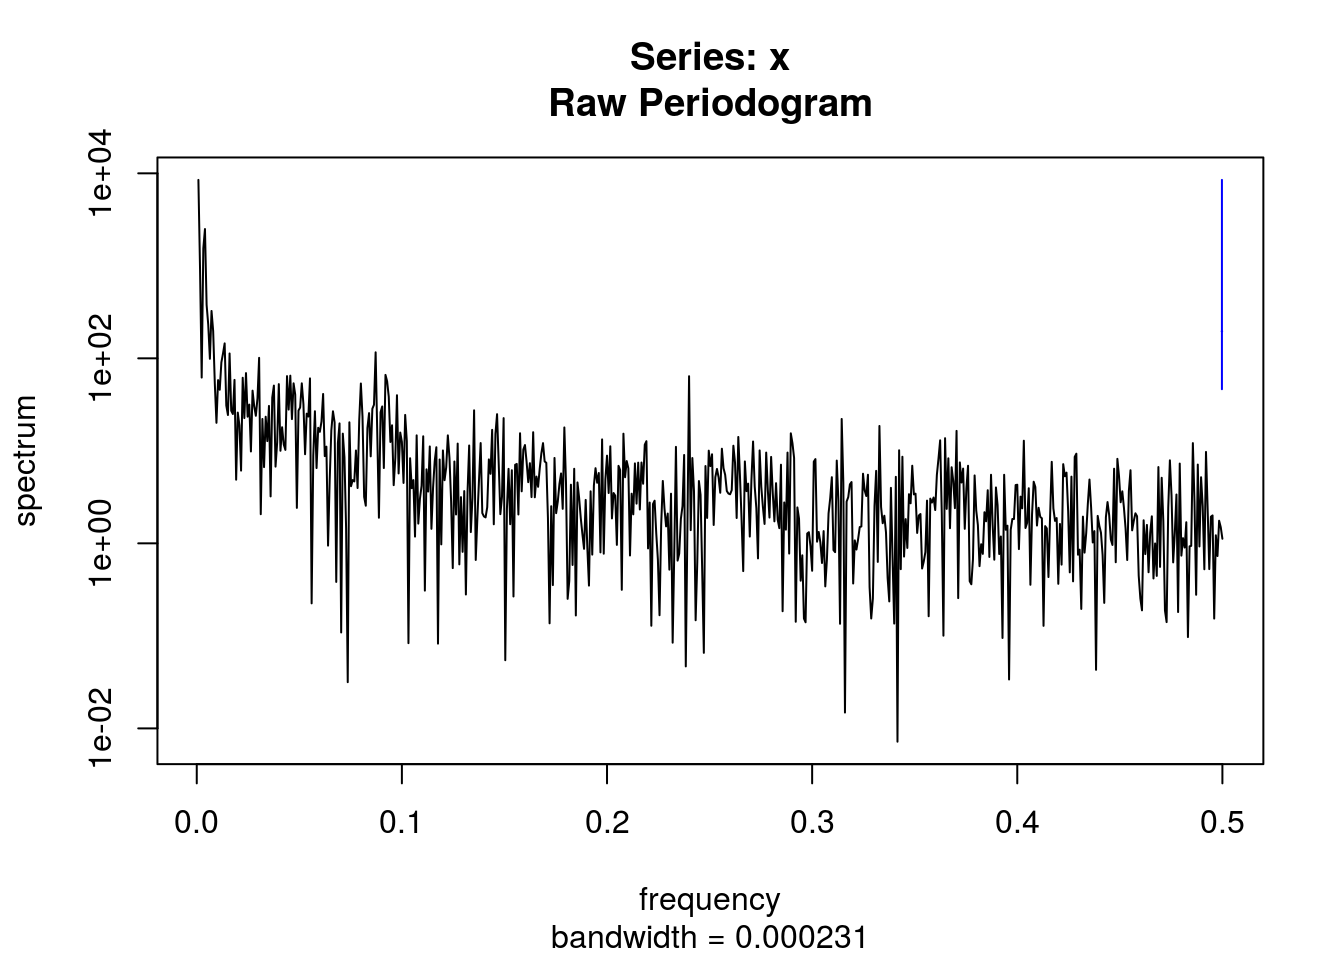 Series: x
Raw Periodogram
spectrum
1e+04
1e+02
1e+00
1e-02
0.0 0.1 0.2 0.3 0.4 0.5
frequency
bandwidth = 0.000231